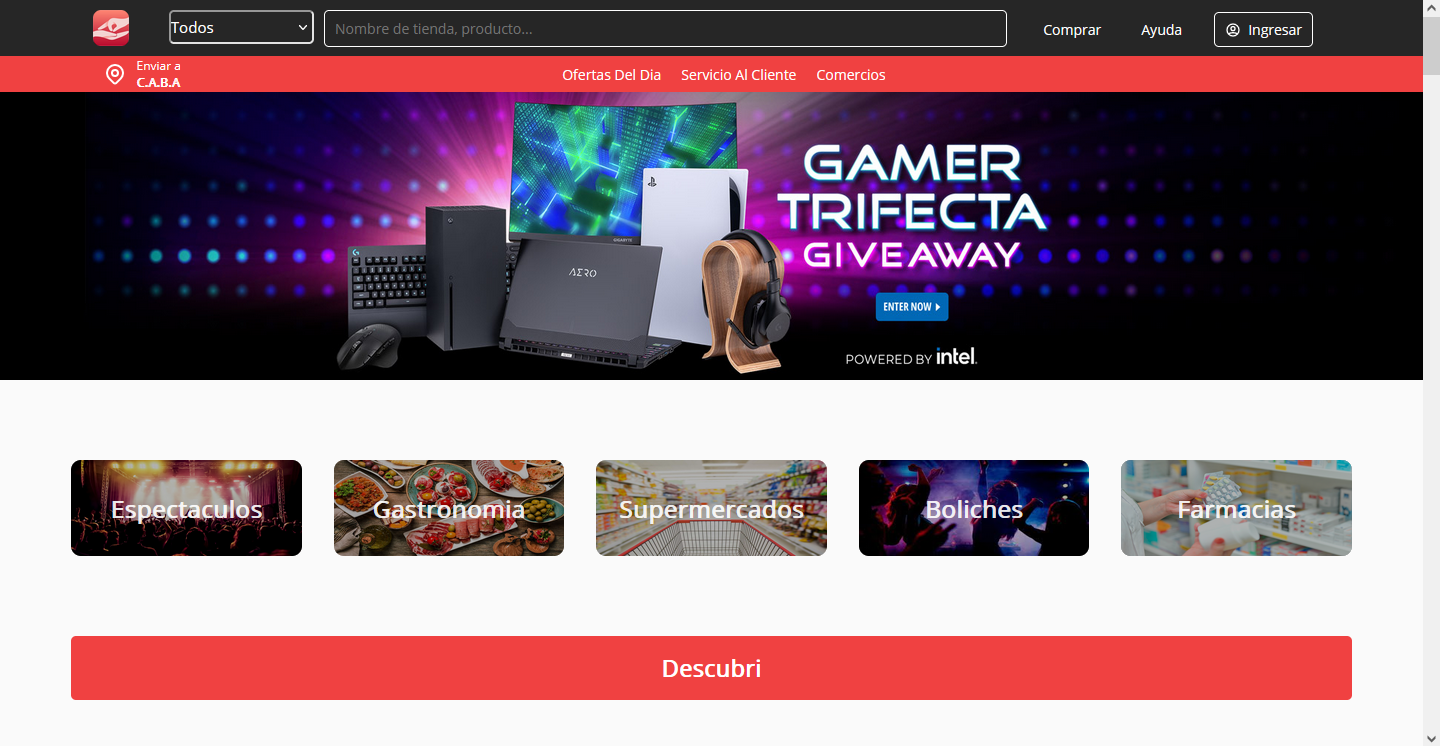 Todos
Nombre de tienda, producto...
Comprar
Ayuda
Ingresar
Enviar a
C.A.B.A
Ofertas Del Dia
Servicio Al Cliente
Comercios
GAMER
TRIFECTA
GIVEAWAY
ENTER NOW
POWERED BY intel.
GIGABYTE
AERO
Espectaculos
Gastronomia
Supermercados
Boliches
Farmacias
Descubri